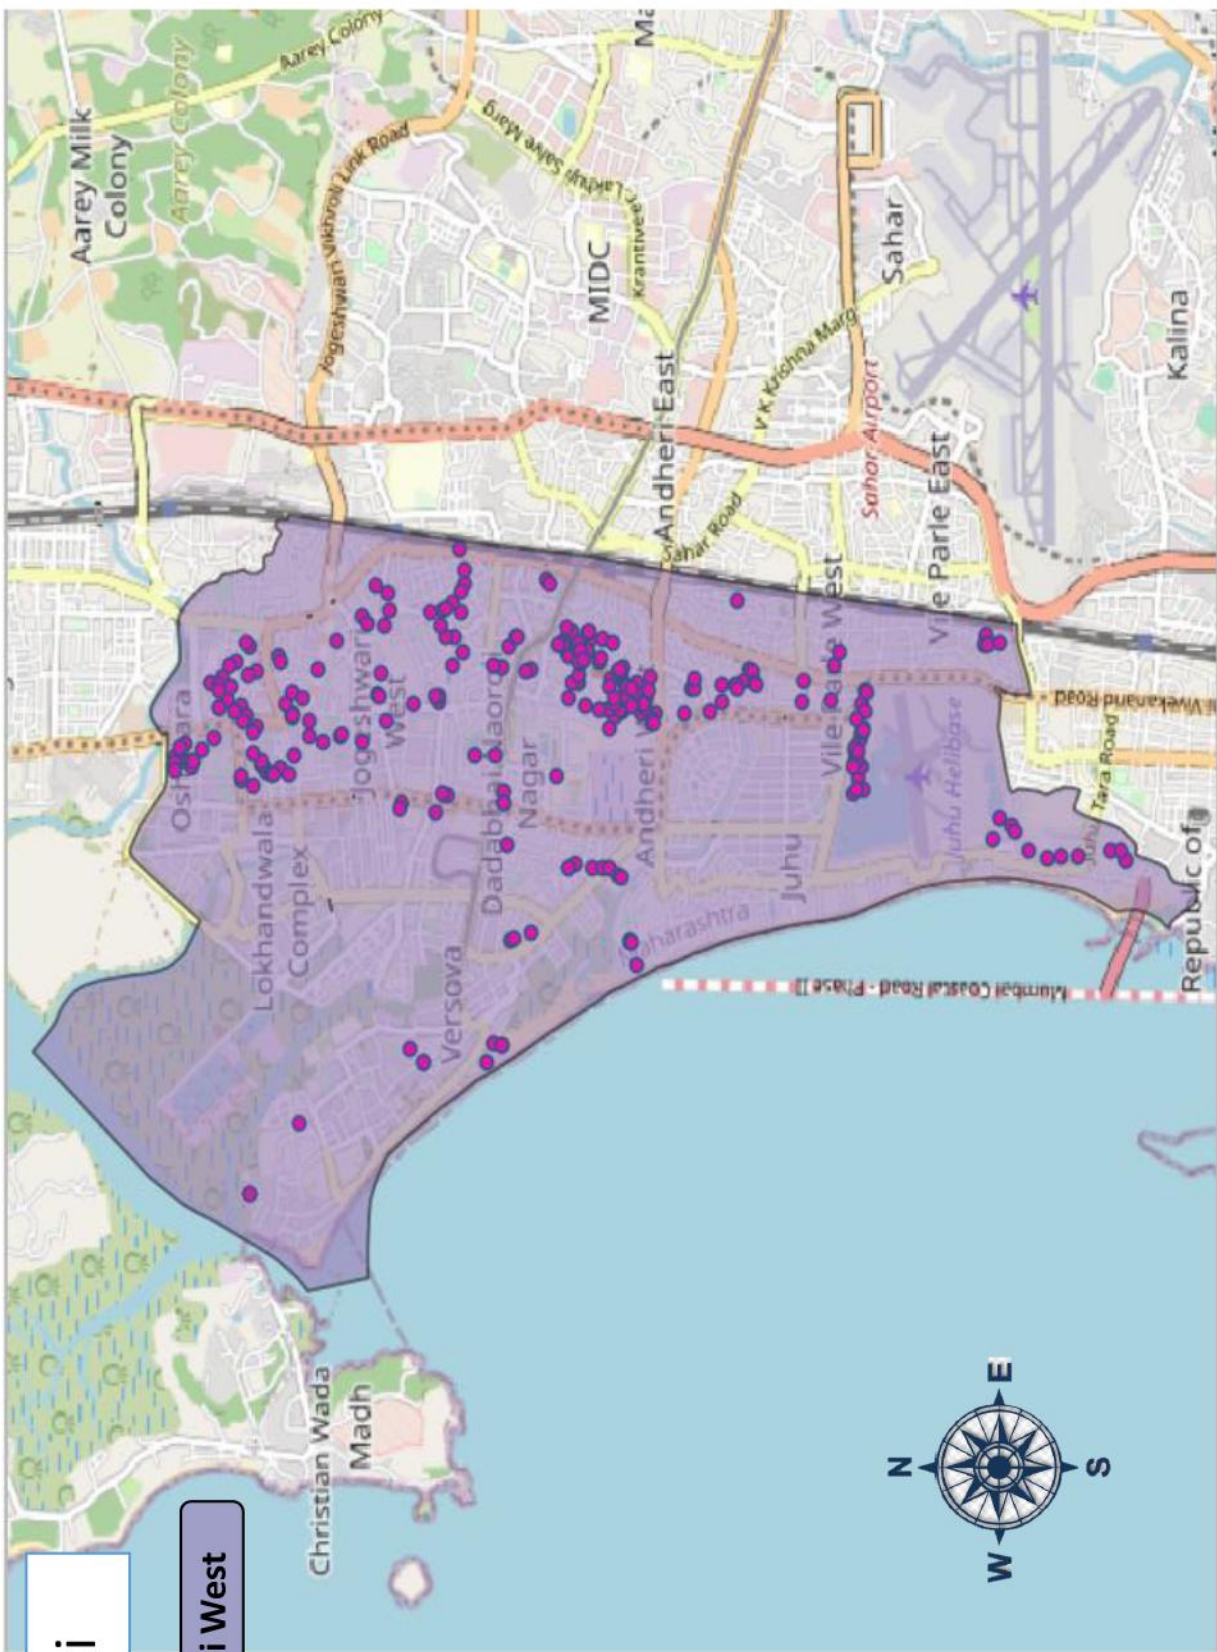 i
i West
Aarey Milk
Colony
Aarey Colony
Aarey Colony
Jogeshwari Vikhroli Link Road
Oshiwara
Lokhandwala
Complex
Christian Wada
Madh
Jogeshwari
West
Versova
Dadabhai Naoroji
Nagar
Lakhuji Salve Marg
Krantiveer
MIDC
Ma
Andheri East
Andheri West
Sahar Road
V K Krishna Marg
Maharashtra
Juhu
Vile Parle West
Sahar Airport
Sahar
Vile Parle East
Juhu Helibase
Mumbai Coastal Road - Phase II
Vivekanand Road
Juhu Tara Road
Kalina
Republic of
N
W
E
S